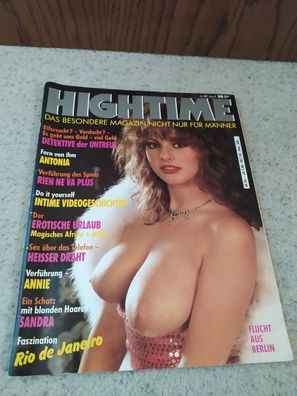 HIGHTIME
DAS BESONDERE MAGAZIN NICHT NUR FÜR MÄNNER
Eifersucht? - Verdacht? -
Es geht ums Geld - viel Geld
DETEKTIVE der UNTREUE
Fern von ihm
ANTONIA
Verführung des Spiels
RIEN NE VA PLUS
Do it yourself
INTIME VIDEOGESCHICHTEN
Der
EROTISCHE URLAUB
Magisches Afrika
Sex über das Telefon -
HEISSER DRAHT
Verführung -
ANNIE
Ein Schatz
mit blonden Haaren
SANDRA
Faszination
Rio de Janeiro
FLUCHT
AUS
BERLIN